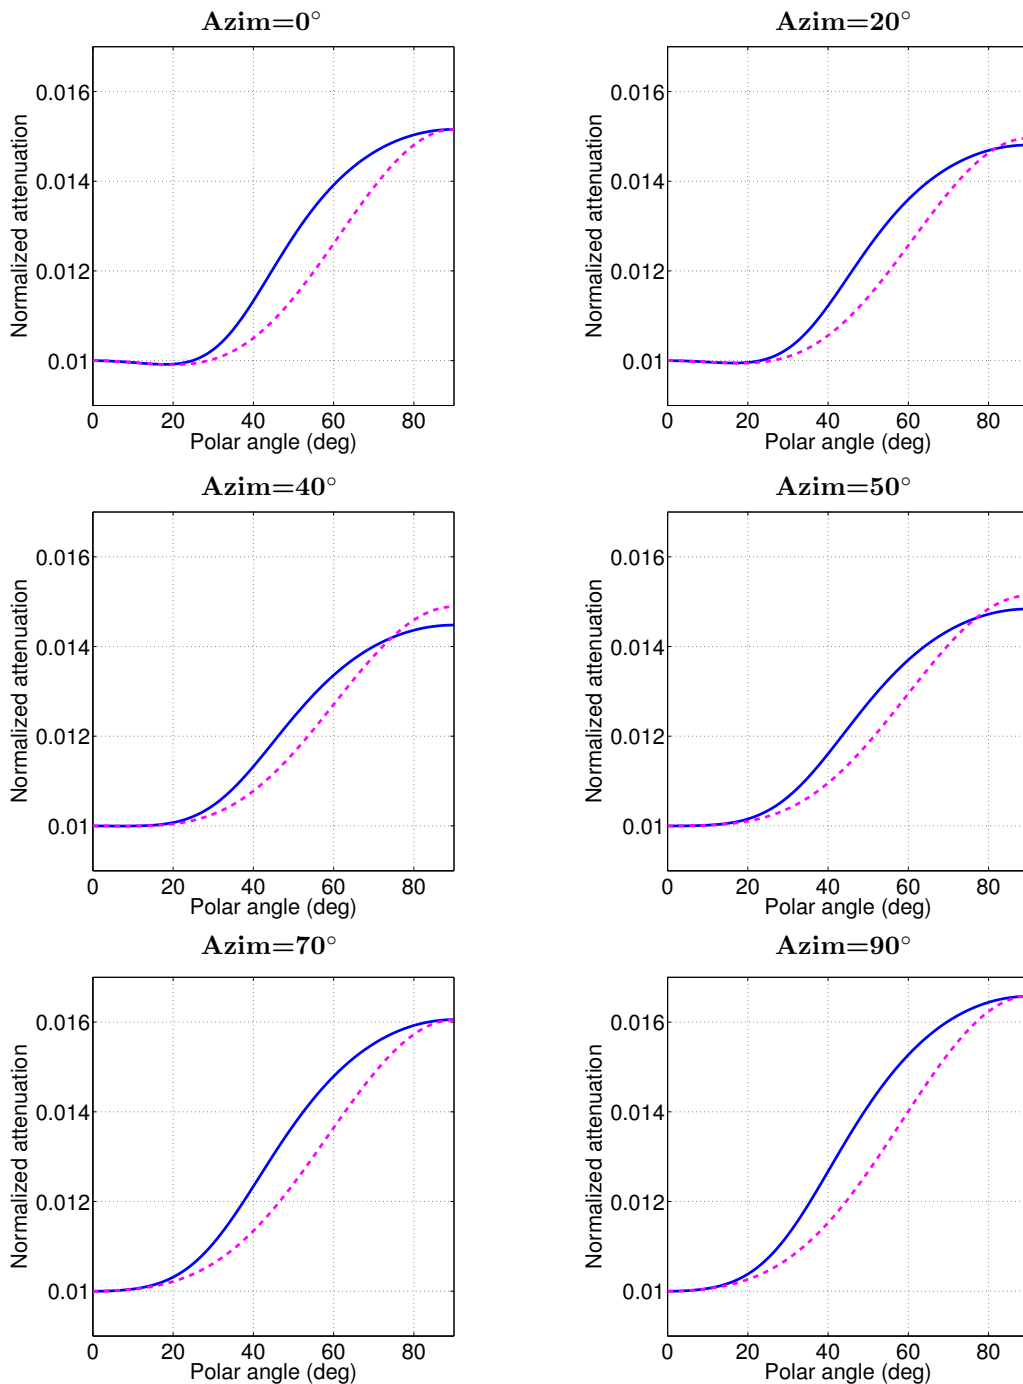 Azim=0°
Normalized attenuation
0.016
0.014
0.012
0.01
0 20 40 60 80
Polar angle (deg)
Azim=20°
Normalized attenuation
0.016
0.014
0.012
0.01
0 20 40 60 80
Polar angle (deg)
Azim=40°
Normalized attenuation
0.016
0.014
0.012
0.01
0 20 40 60 80
Polar angle (deg)
Azim=50°
Normalized attenuation
0.016
0.014
0.012
0.01
0 20 40 60 80
Polar angle (deg)
Azim=70°
Normalized attenuation
0.016
0.014
0.012
0.01
0 20 40 60 80
Polar angle (deg)
Azim=90°
Normalized attenuation
0.016
0.014
0.012
0.01
0 20 40 60 80
Polar angle (deg)